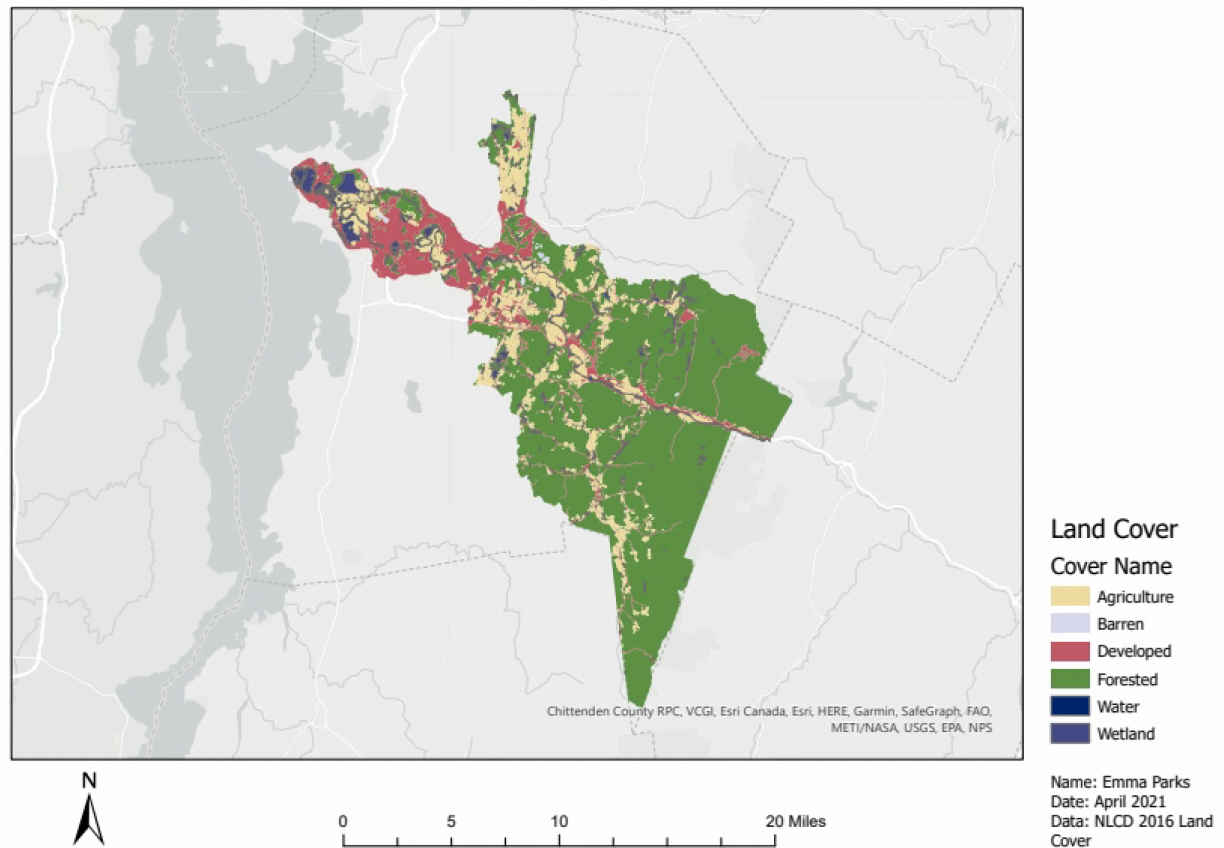 Chittenden County RPC, VCGI, Esri Canada, Esri, HERE, Garmin, SafeGraph, FAO,
METI/NASA, USGS, EPA, NPS
Land Cover
Cover Name
Agriculture
Barren
Developed
Forested
Water
Wetland
Name: Emma Parks
Date: April 2021
Data: NLCD 2016 Land
Cover
N
0 5 10 20 Miles